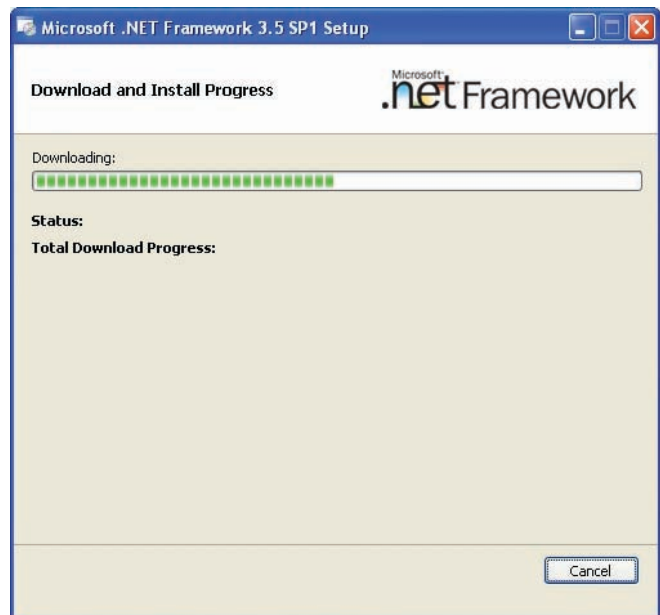 Microsoft .NET Framework 3.5 SP1 Setup
Download and Install Progress
Microsoft
.net Framework
Downloading:
Status:
Total Download Progress:
Cancel